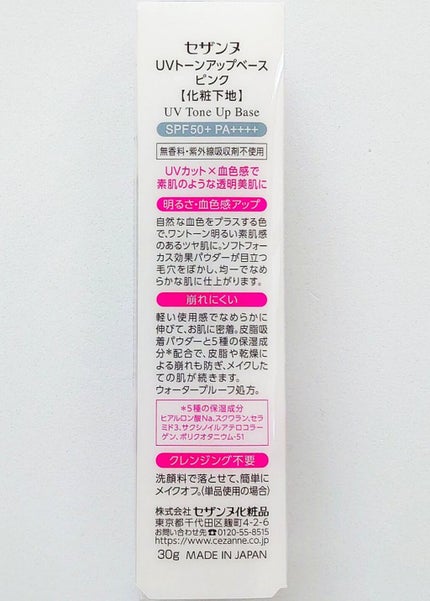 セザンヌ
UVトーンアップベース
ピンク
【化粧下地】
UV Tone Up Base
SPF50+ PA++++
無香料・紫外線吸収剤不使用
UVカット×血色感で
素肌のような透明美肌に
明るさ・血色感アップ
自然な血色をプラスする色
で、ワントーン明るい素肌感
のあるツヤ肌に。ソフトフォー
カス効果パウダーが目立つ
毛穴をぼかし、均一でなめ
らかな肌に仕上がります。
崩れにくい
軽い使用感でなめらかに
伸びて、お肌に密着。皮脂吸
着パウダーと5種の保湿成
分*配合で、皮脂や乾燥に
よる崩れも防ぎ、メイクした
ての肌が続きます。
ウォータープルーフ処方。
*5種の保湿成分
ヒアルロン酸Na、スクワラン、セラ
ミド3、サクシノイルアテロコラー
ゲン、ポリクオタニウム-51
クレンジング不要
洗顔料で落とせて、簡単に
メイクオフ。(単品使用の場合)
株式会社 セザンヌ化粧品
東京都千代田区麹町4-2-6
お問い合わせ先☎0120-55-8515
https://www.cezanne.co.jp/
30g MADE IN JAPAN